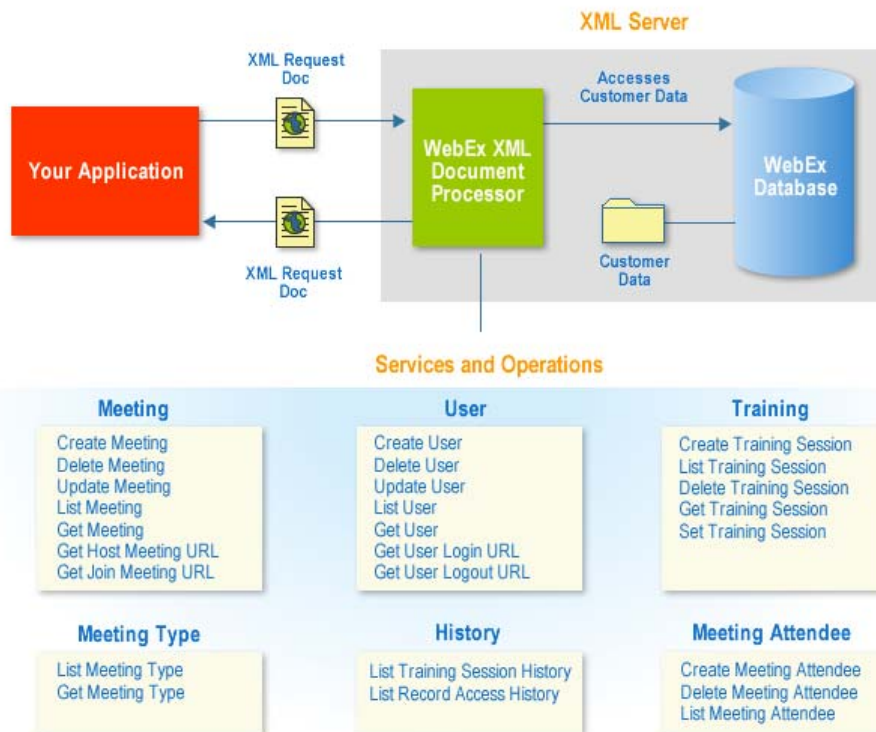 XML Server
XML Request
Doc
Accesses
Customer Data
Your Application
WebEx XML
Document
Processor
WebEx
Database
XML Request
Doc
Customer
Data
Services and Operations
Meeting
Create Meeting
Delete Meeting
Update Meeting
List Meeting
Get Meeting
Get Host Meeting URL
Get Join Meeting URL
User
Create User
Delete User
Update User
List User
Get User
Get User Login URL
Get User Logout URL
Training
Create Training Session
List Training Session
Delete Training Session
Get Training Session
Set Training Session
Meeting Type
List Meeting Type
Get Meeting Type
History
List Training Session History
List Record Access History
Meeting Attendee
Create Meeting Attendee
Delete Meeting Attendee
List Meeting Attendee